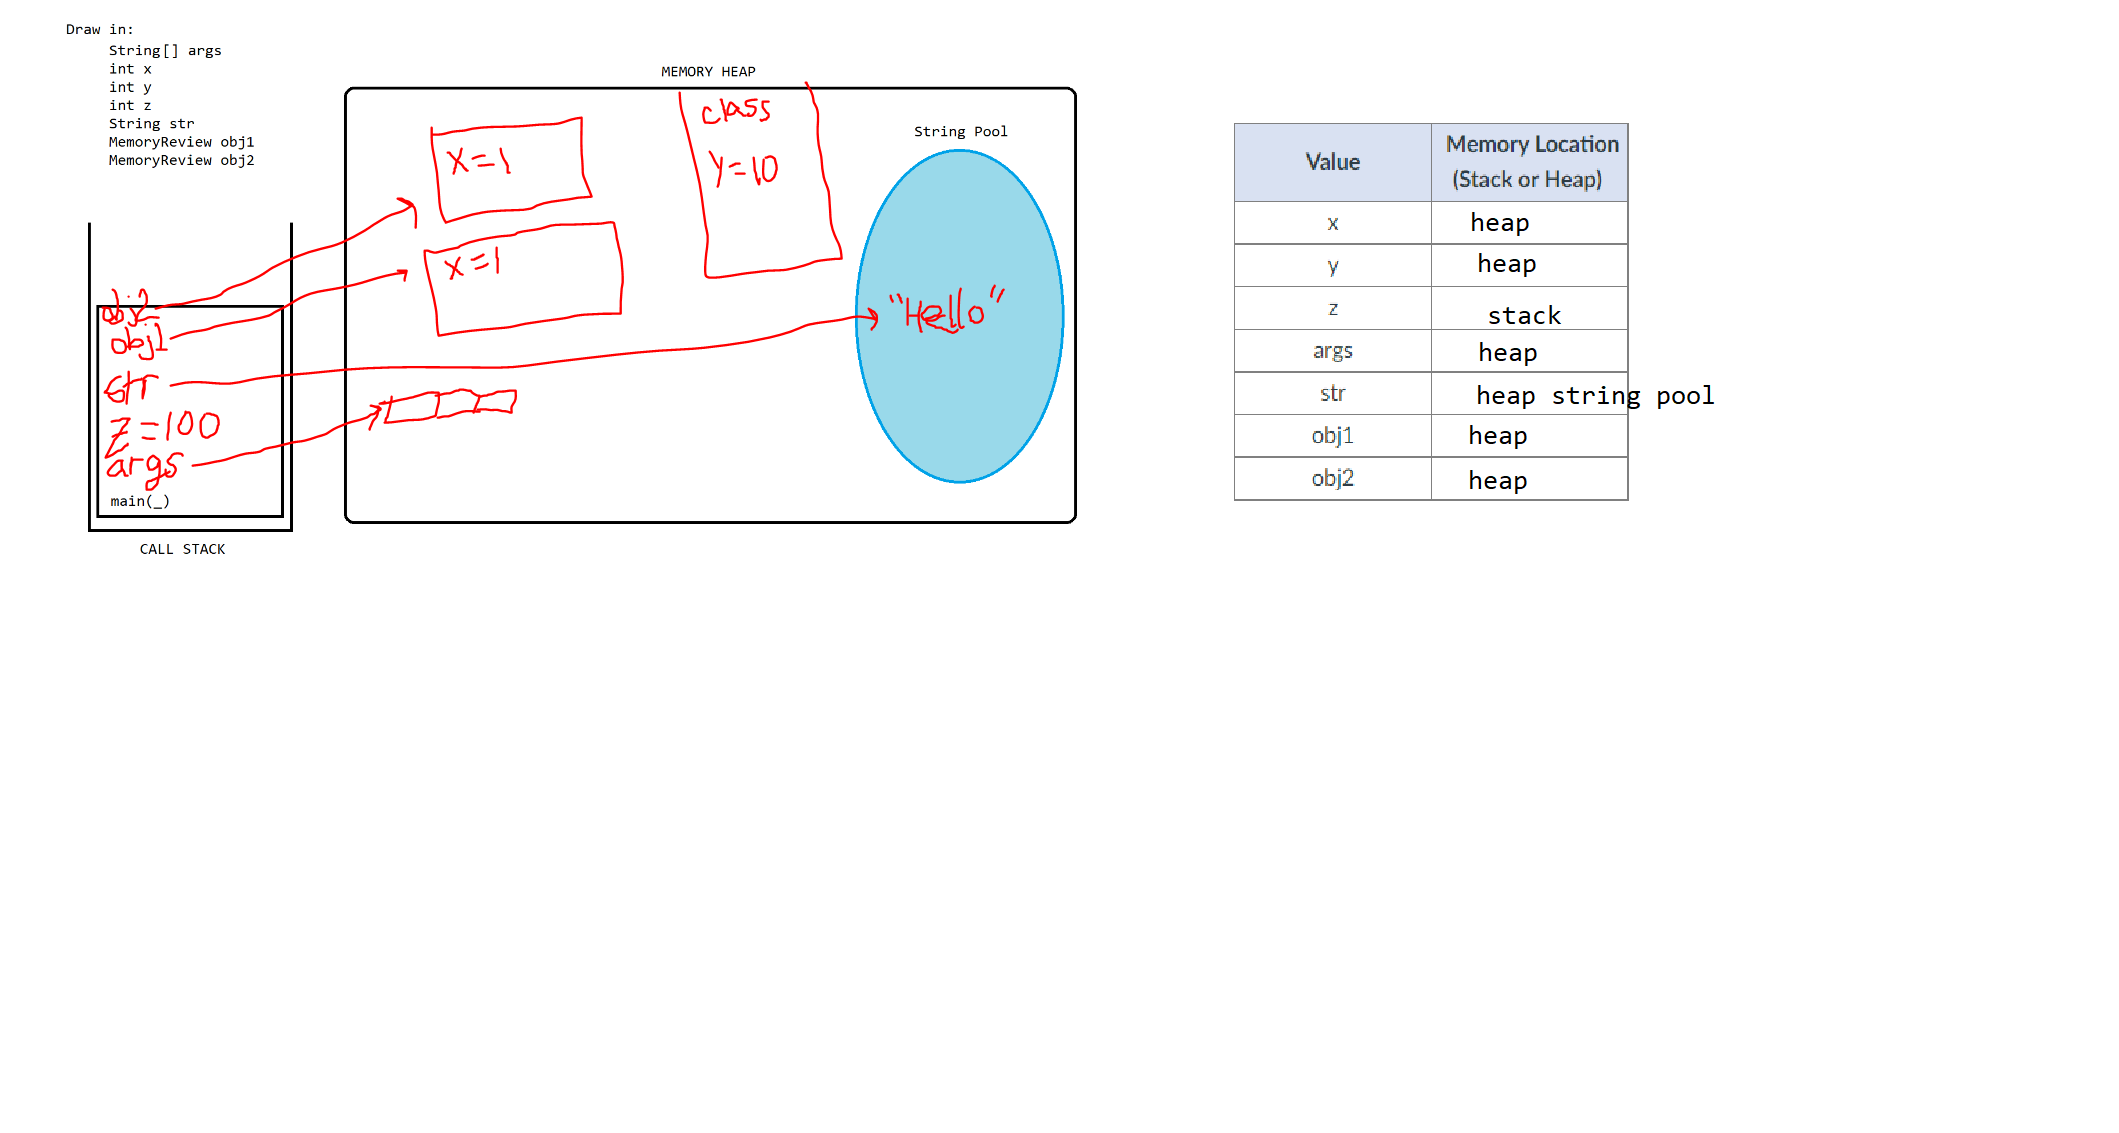 Draw in:
String[] args
int x
int y
int z
String str
MemoryReview obj1
MemoryReview obj2
MEMORY HEAP
class
y=10
x=1
x=1
String Pool
"Hello"
obj2
obj1
str
z=100
args
main(_)
CALL STACK
Value Memory Location (Stack or Heap)
x heap
y heap
z stack
args heap
str heap string pool
obj1 heap
obj2 heap